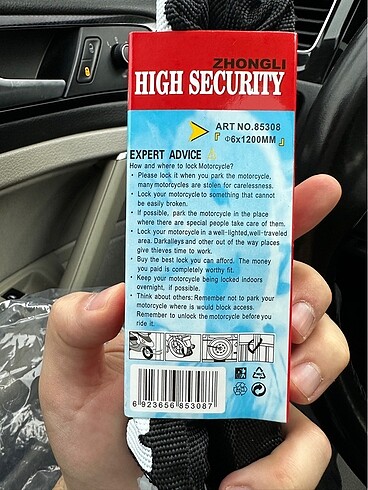 ZHONGLI
HIGH SECURITY
ART NO.85308
『 Φ6x1200MM 』
EXPERT ADVICE
How and where to lock Motorcycle?
• Please lock it when you park the motorcycle,
many motorcycles are stolen for carelessness.
• Lock your motorcycle to something that cannot
be easily broken.
• If possible, park the motorcycle in the place
where there are special people take care of them.
• Lock your motorcycle in a well-lighted,well-traveled
area. Darkalleys and other out of the way places
give thieves time to work.
• Buy the best lock you can afford. The money
you paid is completely worthy fit.
• Keep your motorcycle being locked indoors
overnight, if possible.
• Think about others: Remember not to park your
motorcycle where is would block access.
Remember to unlock the motorcycle before you
ride it.
6 923656 853087